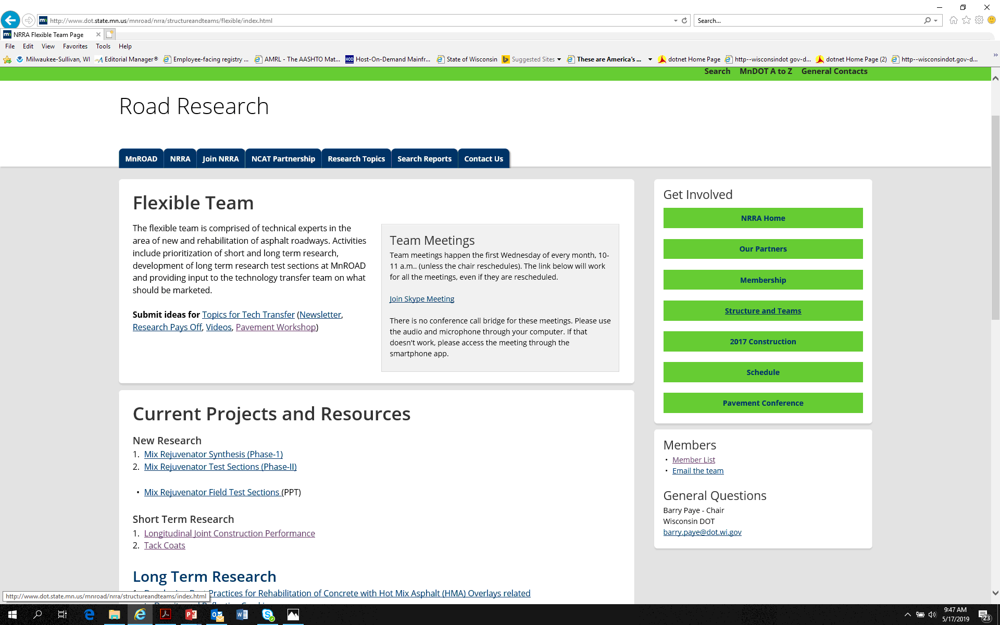 http://www.dot.state.mn.us/mnroad/nrra/structureandteams/flexible/index.html
Search...
NRRA Flexible Team Page
File Edit View Favorites Tools Help
Milwaukee-Sullivan, WI Editorial Manager® Employee-facing registry ... AMRL - The AASHTO Mat... HOD Host-On-Demand Mainfr... State of Wisconsin Suggested Sites These are America's ... dotnet Home Page http--wisconsindot gov-d... dotnet Home Page (2) http--wisconsindot.gov-d...
Search MnDOT A to Z General Contacts
Road Research
MnROAD NRRA Join NRRA NCAT Partnership Research Topics Search Reports Contact Us
Flexible Team
The flexible team is comprised of technical experts in the
area of new and rehabilitation of asphalt roadways. Activities
include prioritization of short and long term research,
development of long term research test sections at MnROAD
and providing input to the technology transfer team on what
should be marketed.
Submit ideas for Topics for Tech Transfer (Newsletter,
Research Pays Off, Videos, Pavement Workshop)
Team Meetings
Team meetings happen the first Wednesday of every month, 10-
11 a.m.. (unless the chair reschedules). The link below will work
for all the meetings, even if they are rescheduled.
Join Skype Meeting
There is no conference call bridge for these meetings. Please use
the audio and microphone through your computer. If that
doesn't work, please access the meeting through the
smartphone app.
Current Projects and Resources
New Research
1. Mix Rejuvenator Synthesis (Phase-1)
2. Mix Rejuvenator Test Sections (Phase-II)
• Mix Rejuvenator Field Test Sections (PPT)
Short Term Research
1. Longitudinal Joint Construction Performance
2. Tack Coats
Long Term Research
Practices for Rehabilitation of Concrete with Hot Mix Asphalt (HMA) Overlays related
http://www.dot.state.mn.us/mnroad/nrra/structureandteams/index.html
Get Involved
NRRA Home
Our Partners
Membership
Structure and Teams
2017 Construction
Schedule
Pavement Conference
Members
• Member List
• Email the team
General Questions
Barry Paye - Chair
Wisconsin DOT
barry.paye@dot.wi.gov
9:47 AM
5/17/2019
23